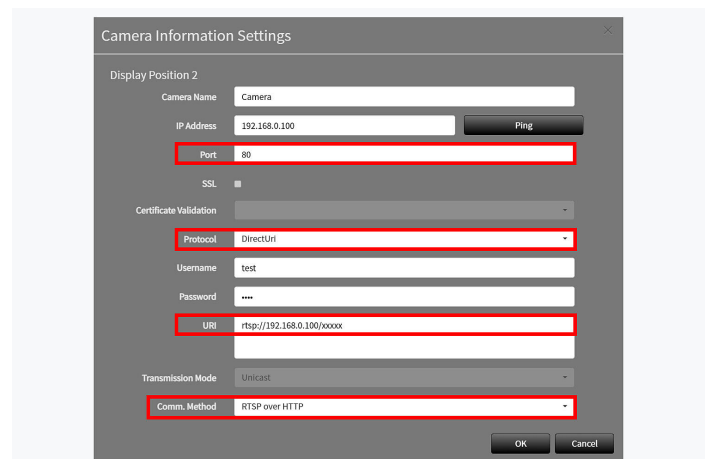 Camera Information Settings
Display Position 2
Camera Name Camera
IP Address 192.168.0.100 Ping
Port 80
SSL
Certificate Validation
Protocol DirectUri
Username test
Password ••••
URI rtsp://192.168.0.100/xxxxx
Transmission Mode Unicast
Comm. Method RTSP over HTTP
OK Cancel